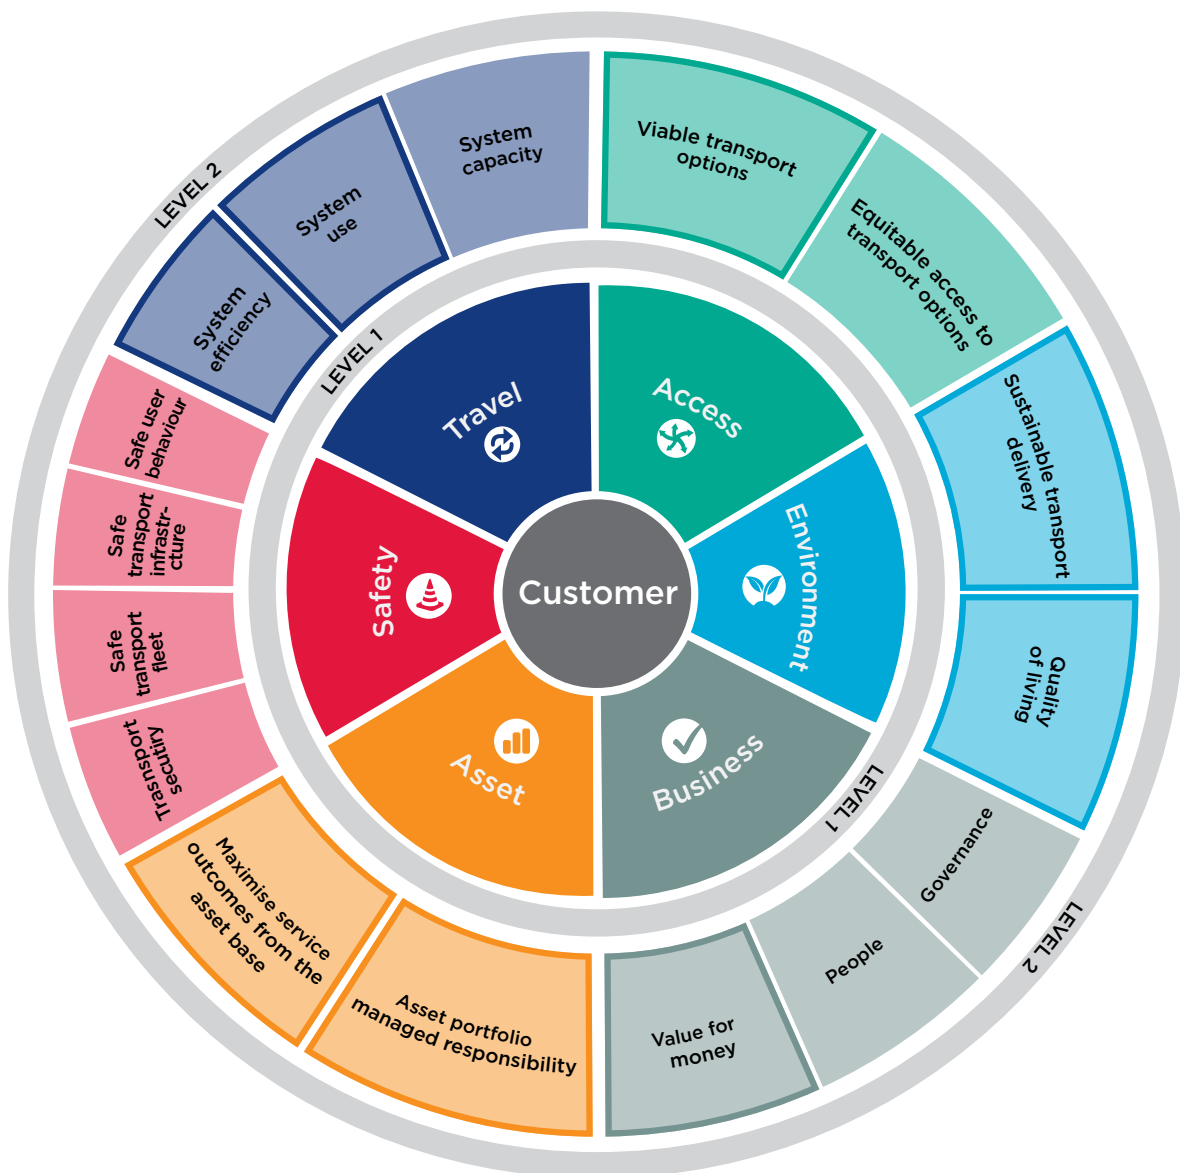 LEVEL 2
System
capacity
System
use
System
efficiency
Viable transport
options
Equitable access to
transport options
Sustainable transport
delivery
Quality
of living
Governance
People
Value for
money
LEVEL 2
Asset portfolio
managed responsibility
Maximise service
outcomes from the
asset base
Trasnsport
secutiry
Safe
transport
fleet
Safe
transport
infrastr-
cture
Safe user
behaviour
LEVEL 1
Travel
Access
Environment
Business
LEVEL 1
Asset
Safety
Customer